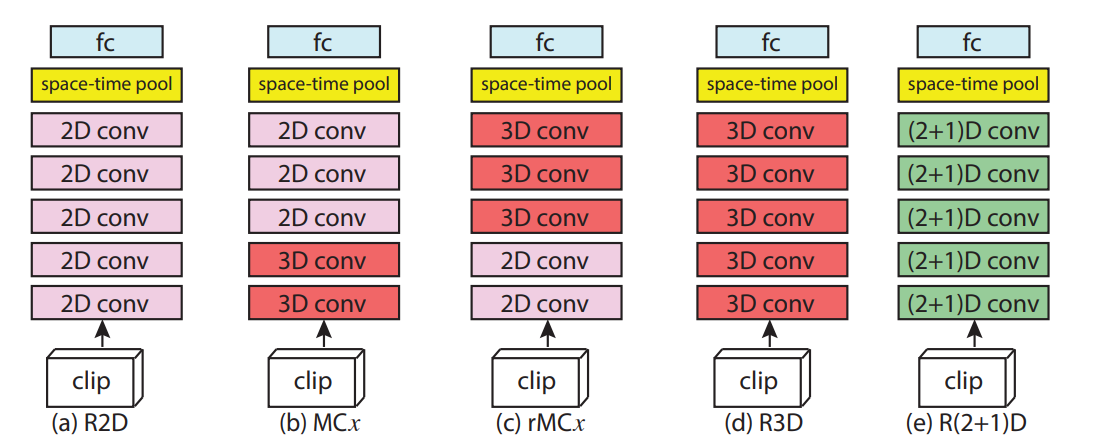 fc fc fc fc fc
space-time pool space-time pool space-time pool space-time pool space-time pool
2D conv 2D conv 3D conv 3D conv (2+1)D conv
2D conv 2D conv 3D conv 3D conv (2+1)D conv
2D conv 2D conv 3D conv 3D conv (2+1)D conv
2D conv 3D conv 2D conv 3D conv (2+1)D conv
2D conv 3D conv 2D conv 3D conv (2+1)D conv
clip clip clip clip clip
(a) R2D (b) MCx (c) rMCx (d) R3D (e) R(2+1)D